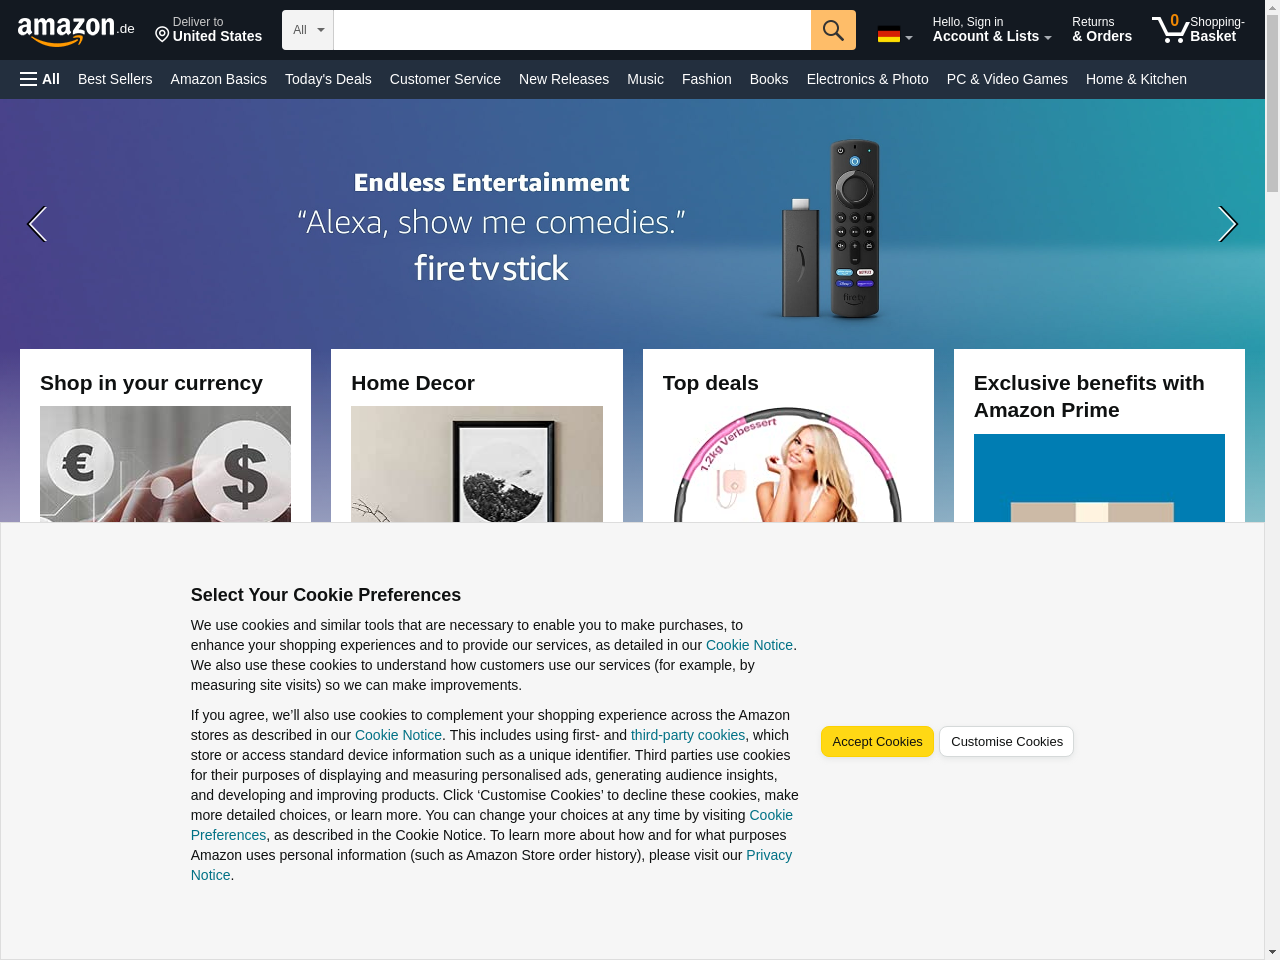 amazon.de
Deliver to
United States
All
Hello, Sign in
Account & Lists
Returns
& Orders
0
Shopping-
Basket
All
Best Sellers
Amazon Basics
Today's Deals
Customer Service
New Releases
Music
Fashion
Books
Electronics & Photo
PC & Video Games
Home & Kitchen
Endless Entertainment
“Alexa, show me comedies.”
fire tv stick
firetv
Shop in your currency
€
$
Home Decor
Top deals
1.2kg Verbessert
Exclusive benefits with
Amazon Prime
Select Your Cookie Preferences
We use cookies and similar tools that are necessary to enable you to make purchases, to
enhance your shopping experiences and to provide our services, as detailed in our Cookie Notice.
We also use these cookies to understand how customers use our services (for example, by
measuring site visits) so we can make improvements.
If you agree, we’ll also use cookies to complement your shopping experience across the Amazon
stores as described in our Cookie Notice. This includes using first- and third-party cookies, which
store or access standard device information such as a unique identifier. Third parties use cookies
for their purposes of displaying and measuring personalised ads, generating audience insights,
and developing and improving products. Click ‘Customise Cookies’ to decline these cookies, make
more detailed choices, or learn more. You can change your choices at any time by visiting Cookie
Preferences, as described in the Cookie Notice. To learn more about how and for what purposes
Amazon uses personal information (such as Amazon Store order history), please visit our Privacy
Notice.
Accept Cookies
Customise Cookies